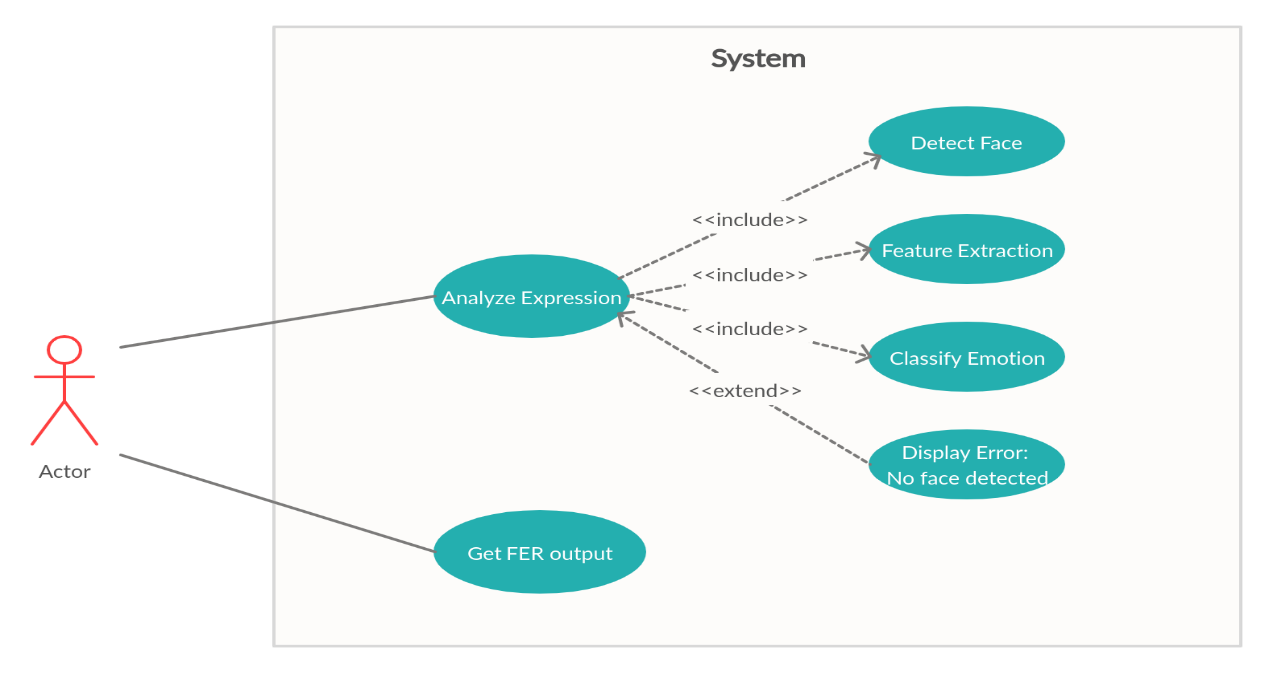 System
Detect Face
<<include>>
Feature Extraction
<<include>>
Analyze Expression
<<include>>
Classify Emotion
<<extend>>
Display Error:
No face detected
Actor
Get FER output